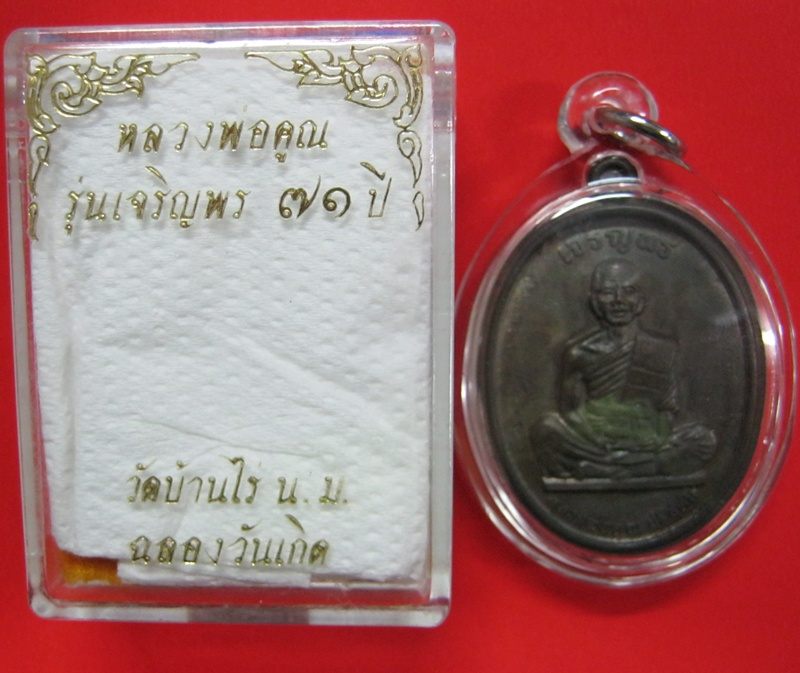 หลวงพ่อคูณ
รุ่นเจริญพร ๗๑ ปี
วัดบ้านไร่ น.ม.
ฉลองวันเกิด
เจริญพร